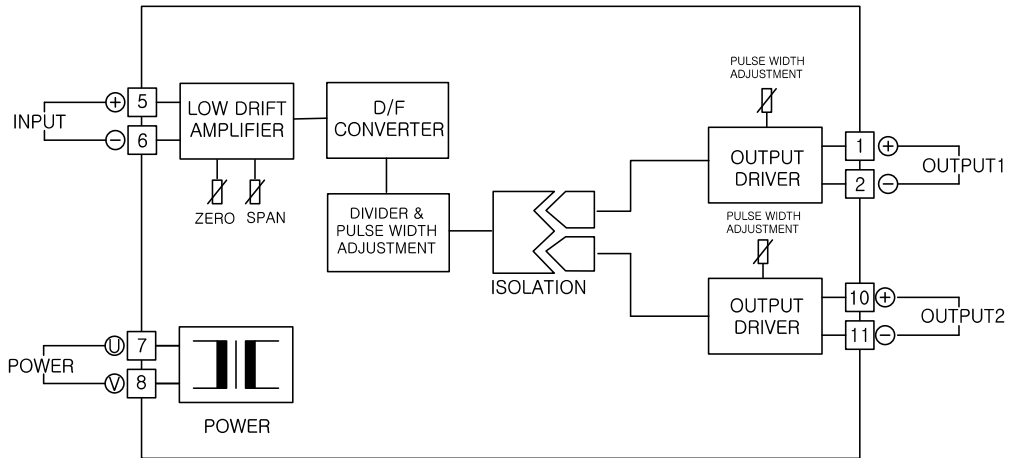 PULSE WIDTH
ADJUSTMENT
INPUT
+
5
−
6
LOW DRIFT
AMPLIFIER
D/F
CONVERTER
ZERO
SPAN
DIVIDER &
PULSE WIDTH
ADJUSTMENT
ISOLATION
OUTPUT
DRIVER
1
+
2
−
OUTPUT1
PULSE WIDTH
ADJUSTMENT
OUTPUT
DRIVER
10
+
11
−
OUTPUT2
POWER
U
7
V
8
POWER